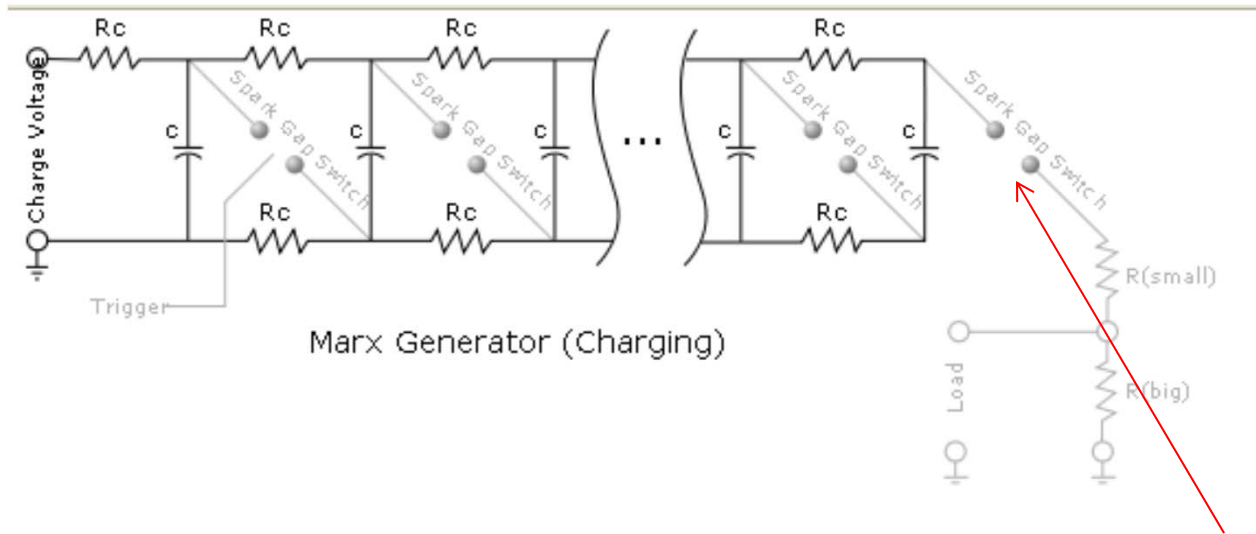 Rc Rc Rc Rc
Charge Voltage
c c c c c
Spark Gap Switch
Spark Gap Switch
...
Spark Gap Switch
Spark Gap Switch
Rc Rc Rc
Trigger
R(small)
Marx Generator (Charging)
Load
R(big)